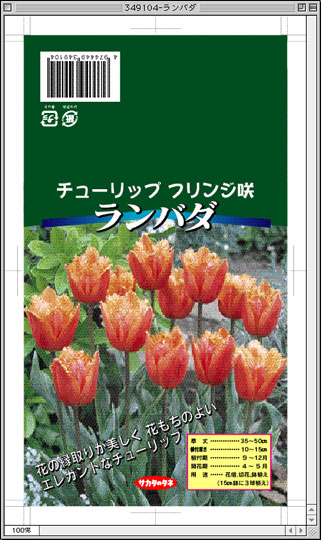 349104-ランバダ
4 974449 349104
紙
プラ
チューリップ フリンジ咲
ランバダ
花の縁取りが美しく 花もちのよい
エレガントなチューリップ
草丈…………35〜50cm
植付深さ…………10〜15cm
植付期…………9〜12月
開花期…………4〜5月
用途……花壇、切花、鉢植え
(15cm鉢に3球植え)
サカタのタネ
100%